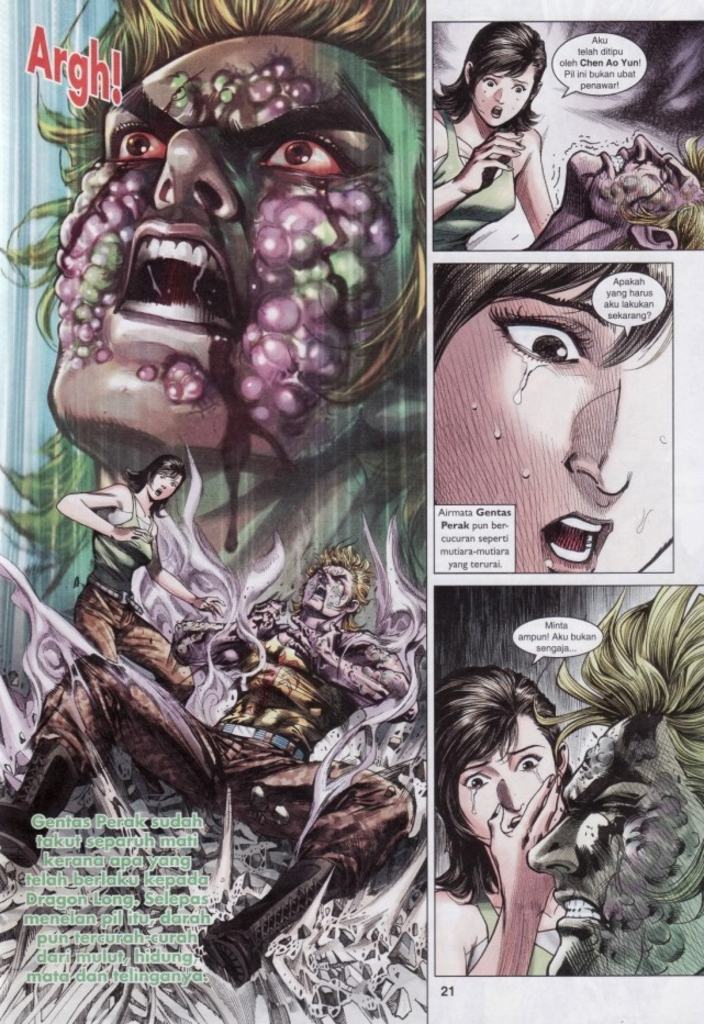 Argh!
Gentas Perak sudah
takut separuh mati
kerana apa yang
telah berlaku kepada
Dragon Long. Selepas
menelan pil itu, darah
pun tercurah-curah
dari mulut, hidung,
mata dan telinganya.
Aku
telah ditipu
oleh Chen Ao Yun!
Pil ini bukan ubat
penawar!
Apakah
yang harus
aku lakukan
sekarang?
Airmata Gentas
Perak pun ber-
cucuran seperti
mutiara-mutiara
yang terurai.
Minta
ampun! Aku bukan
sengaja...
21